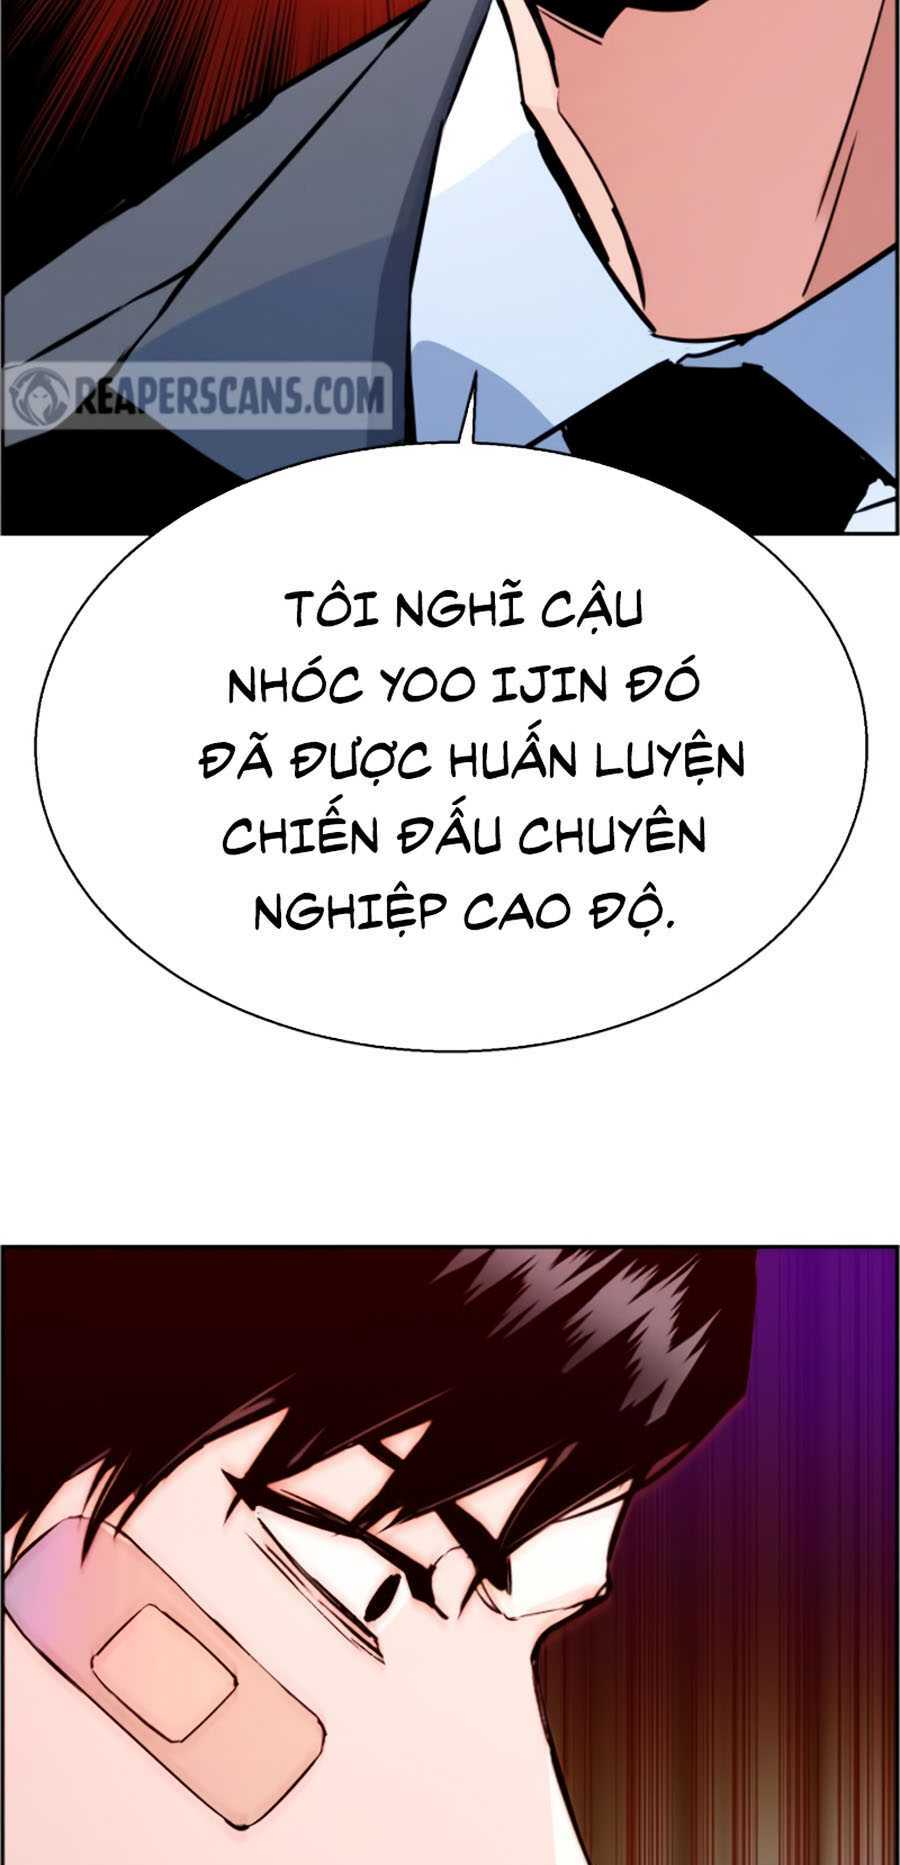 REAPERSCANS.COM
TÔI NGHĨ CẬU
NHÓC YOO IJIN ĐÓ
ĐÃ ĐƯỢC HUẤN LUYỆN
CHIẾN ĐẤU CHUYÊN
NGHIỆP CAO ĐỘ.